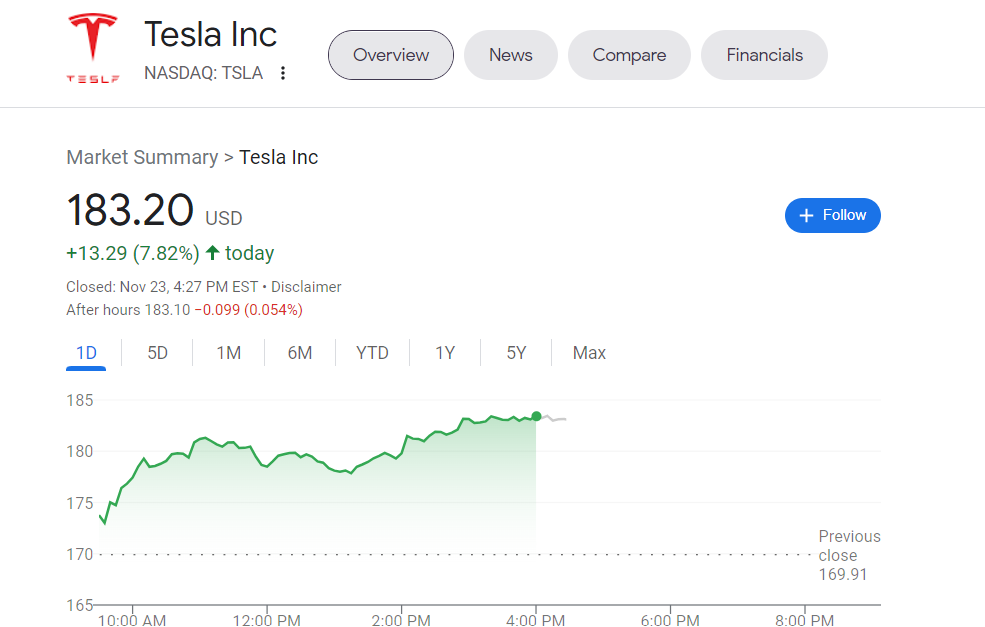 Tesla Inc
NASDAQ: TSLA
Overview
News
Compare
Financials
TESLA
Market Summary > Tesla Inc
183.20 USD
+ Follow
+13.29 (7.82%) ↑ today
Closed: Nov 23, 4:27 PM EST • Disclaimer
After hours 183.10 −0.099 (0.054%)
1D
5D
1M
6M
YTD
1Y
5Y
Max
185
180
175
170
165
Previous
close
169.91
10:00 AM
12:00 PM
2:00 PM
4:00 PM
6:00 PM
8:00 PM